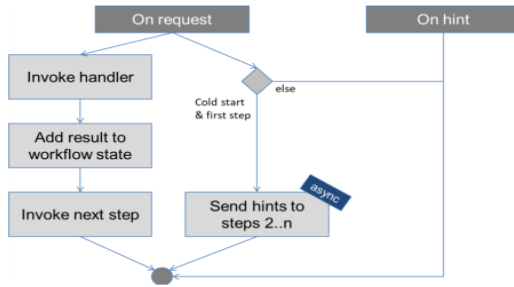 On request
On hint
Invoke handler
else
Cold start
& first step
Add result to
workflow state
async
Invoke next step
Send hints to
steps 2..n